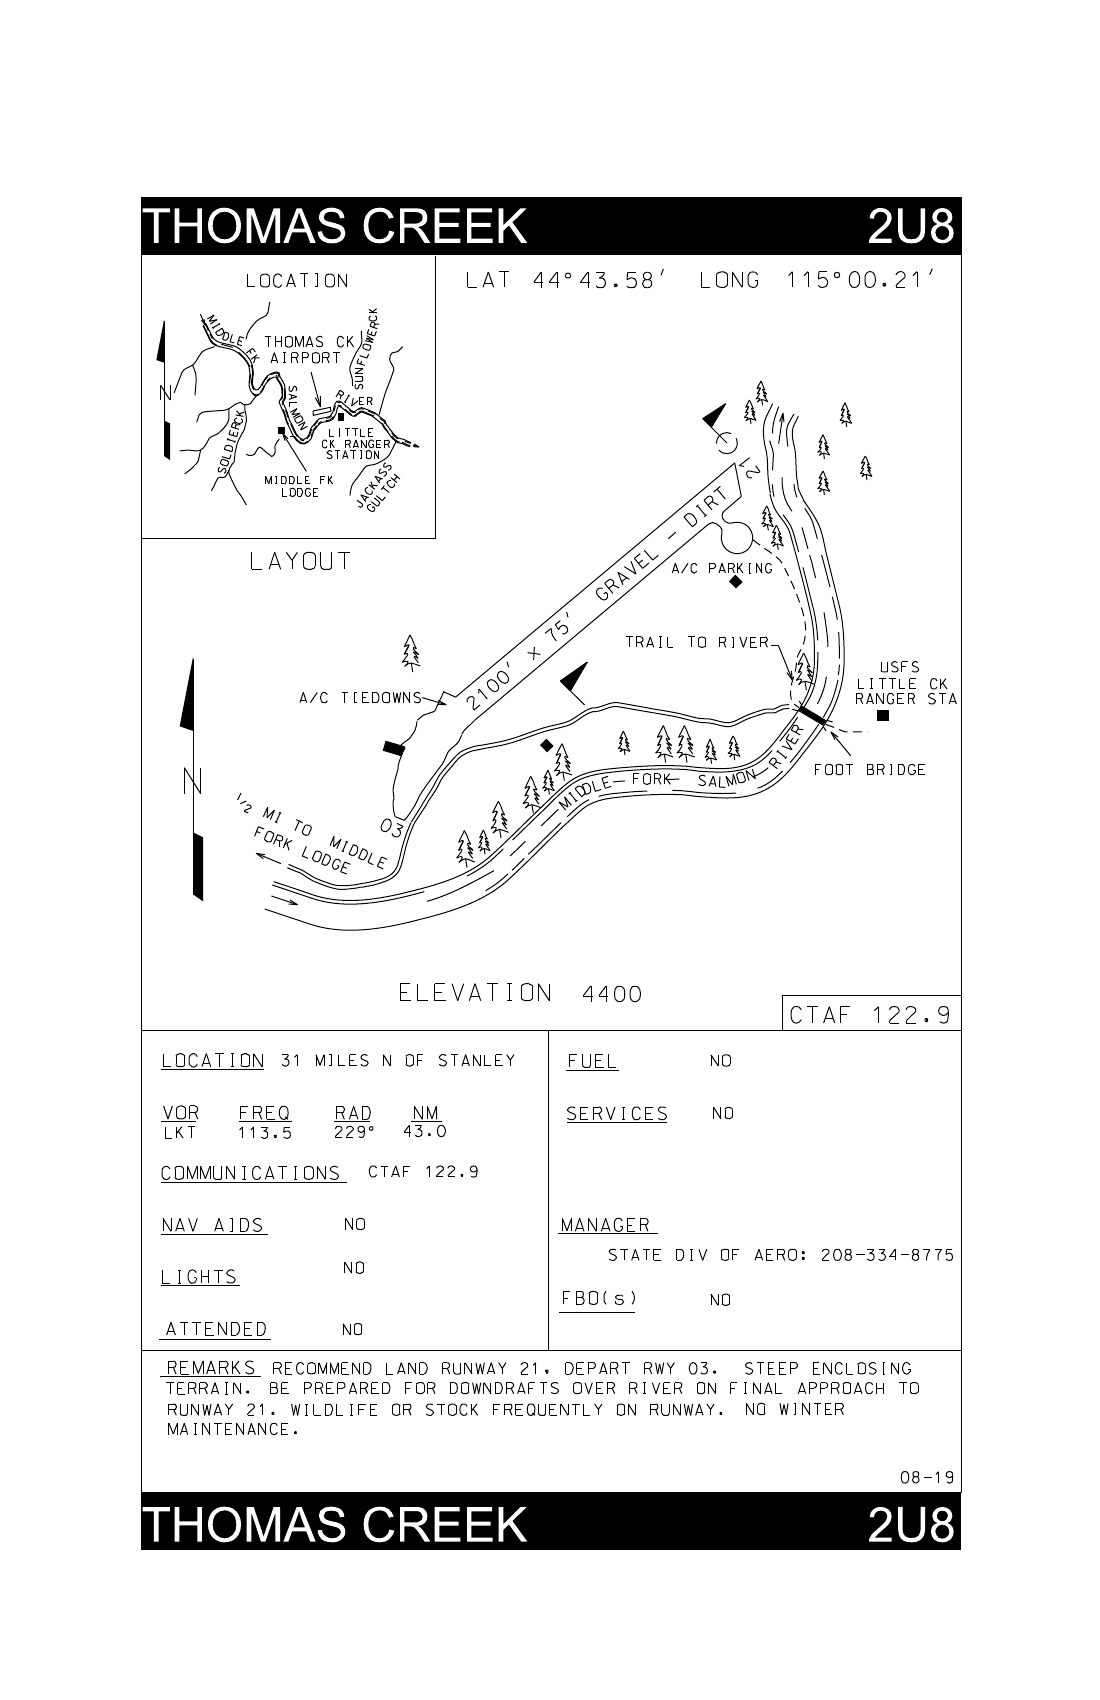 THOMAS CREEK 2U8
LOCATION
LAT 44°43.58' LONG 115°00.21'
MIDDLE FK
SALMON
RIVER
THOMAS CK
AIRPORT
SUNFLOWERCK
N
SOLDIERCK
LITTLE
CK RANGER
STATION
MIDDLE FK
LODGE
JACKASS
GULTCH
LAYOUT
21
2100' x 75' GRAVEL - DIRT
A/C PARKING
TRAIL TO RIVER
USFS
LITTLE CK
RANGER STA
A/C TIEDOWNS
FOOT BRIDGE
MIDDLE- FORK- SALMON-RIVER
N
03
1/2 MI TO MIDDLE
FORK LODGE
ELEVATION 4400
CTAF 122.9
LOCATION 31 MILES N OF STANLEY
VOR FREQ RAD NM
LKT 113.5 229° 43.0
COMMUNICATIONS CTAF 122.9
NAV AIDS NO
LIGHTS NO
ATTENDED NO
FUEL NO
SERVICES NO
MANAGER
STATE DIV OF AERO: 208-334-8775
FBO(s) NO
REMARKS RECOMMEND LAND RUNWAY 21, DEPART RWY 03. STEEP ENCLOSING
TERRAIN. BE PREPARED FOR DOWNDRAFTS OVER RIVER ON FINAL APPROACH TO
RUNWAY 21. WILDLIFE OR STOCK FREQUENTLY ON RUNWAY. NO WINTER
MAINTENANCE.
08-19
THOMAS CREEK 2U8